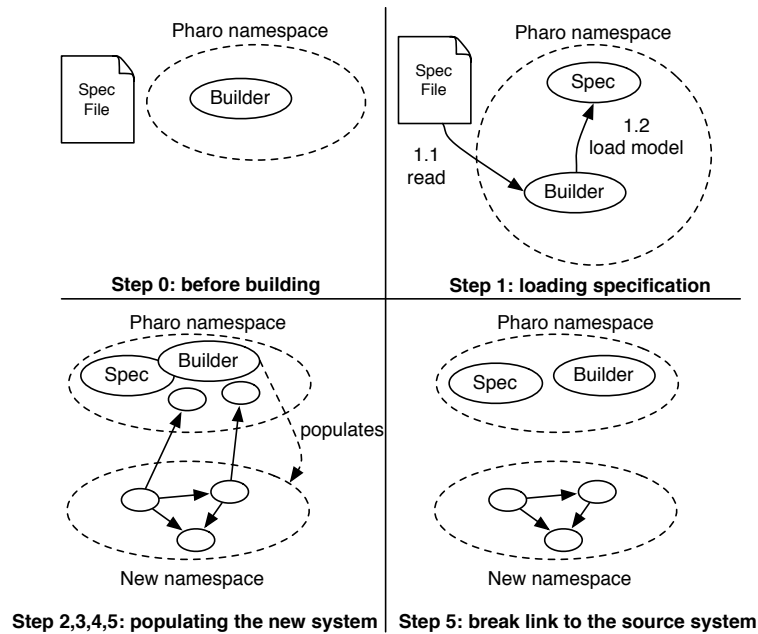 Pharo namespace
Spec
File
Builder
Step 0: before building
Pharo namespace
Spec
File
Spec
1.1
read
1.2
load model
Builder
Step 1: loading specification
Pharo namespace
Spec
Builder
populates
New namespace
Step 2,3,4,5: populating the new system
Pharo namespace
Spec
Builder
New namespace
Step 5: break link to the source system